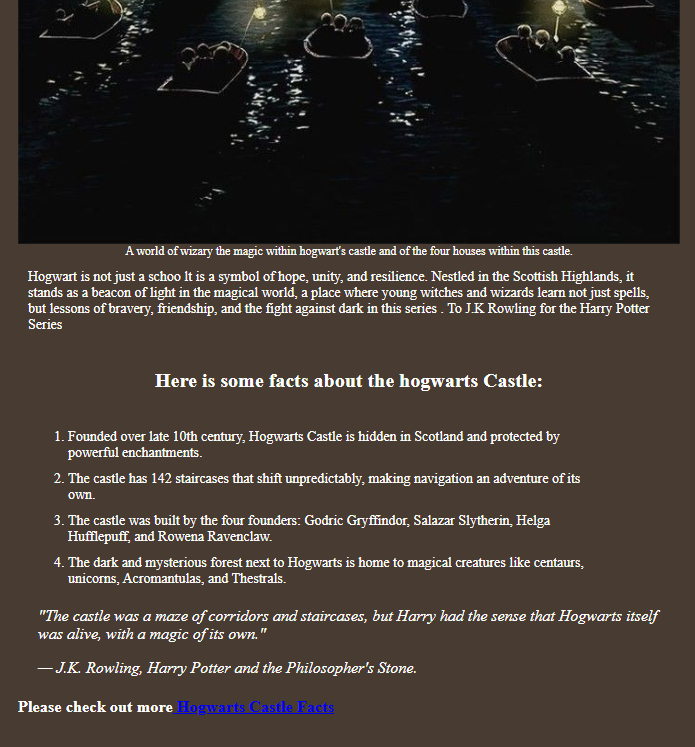 A world of wizary the magic within hogwart's castle and of the four houses within this castle.
Hogwart is not just a schoo lt is a symbol of hope, unity, and resilience. Nestled in the Scottish Highlands, it
stands as a beacon of light in the magical world, a place where young witches and wizards learn not just spells,
but lessons of bravery, friendship, and the fight against dark in this series . To J.K Rowling for the Harry Potter
Series
Here is some facts about the hogwarts Castle:
1. Founded over late 10th century, Hogwarts Castle is hidden in Scotland and protected by
powerful enchantments.
2. The castle has 142 staircases that shift unpredictably, making navigation an adventure of its
own.
3. The castle was built by the four founders: Godric Gryffindor, Salazar Slytherin, Helga
Hufflepuff, and Rowena Ravenclaw.
4. The dark and mysterious forest next to Hogwarts is home to magical creatures like centaurs,
unicorns, Acromantulas, and Thestrals.
"The castle was a maze of corridors and staircases, but Harry had the sense that Hogwarts itself
was alive, with a magic of its own."
— J.K. Rowling, Harry Potter and the Philosopher's Stone.
Please check out more Hogwarts Castle Facts